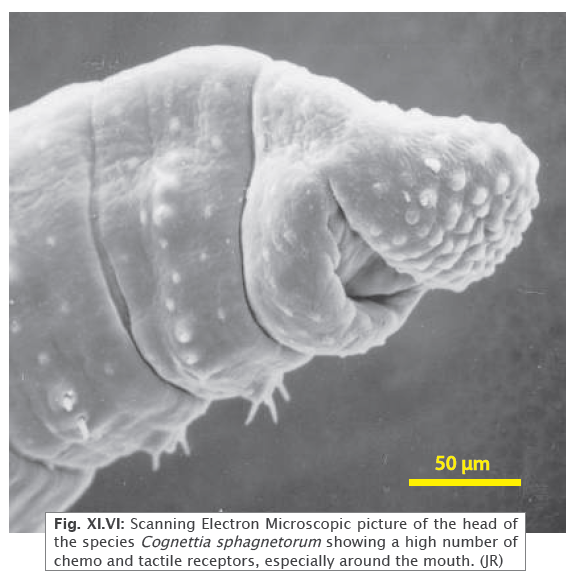 50 µm
Fig. XI.VI: Scanning Electron Microscopic picture of the head of
the species Cognettia sphagnetorum showing a high number of
chemo and tactile receptors, especially around the mouth. (JR)